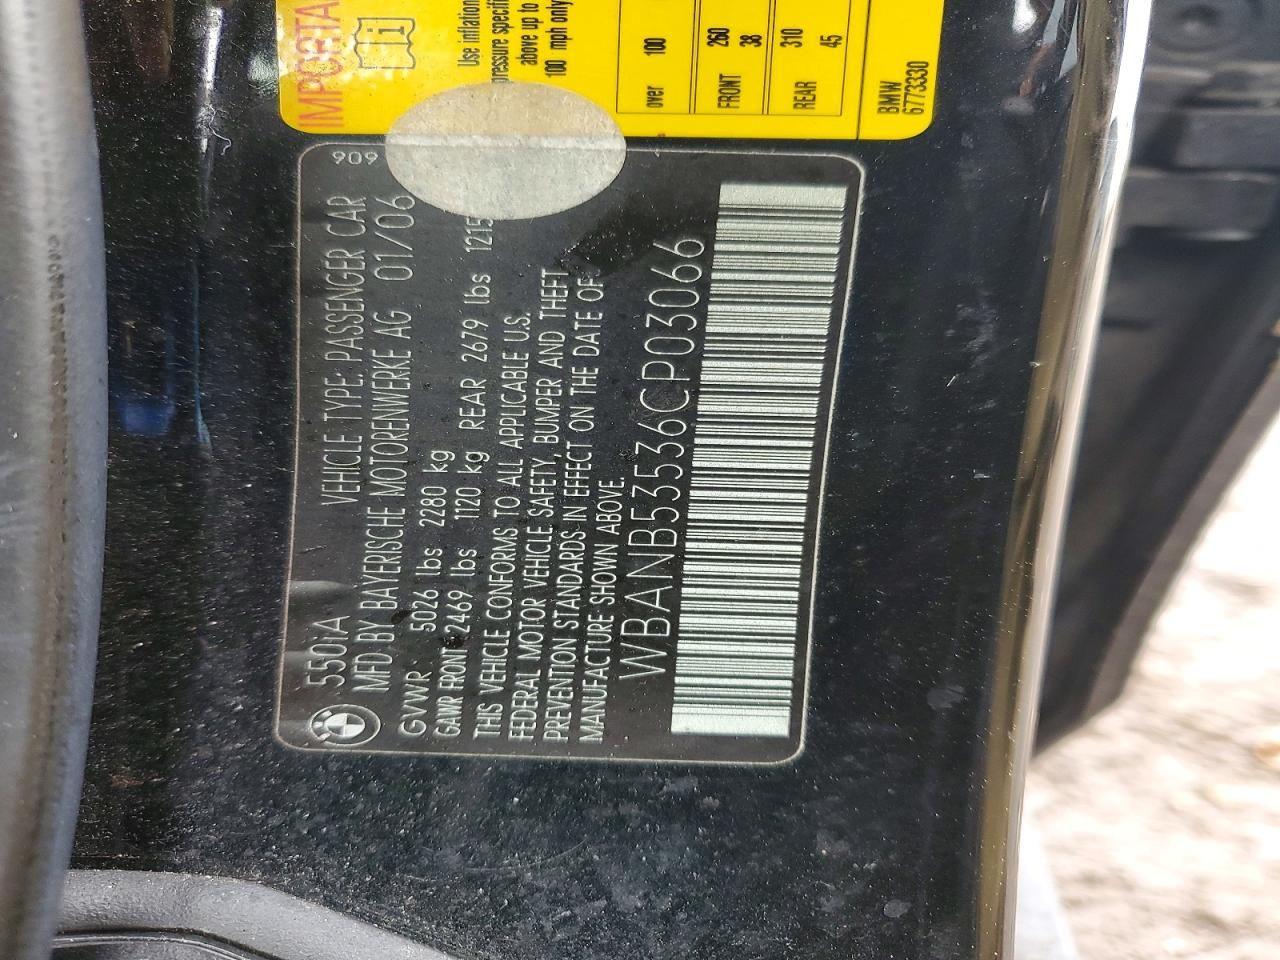 IMPORTA
Use inflation
pressure specifi
above up to
100 mph only
over 100
FRONT 260
38
REAR 310
45
BMW
6773330
909
550iA VEHICLE TYPE: PASSENGER CAR
MFD.BY BAYERISCHE MOTORENWERKE AG 01/06
GVWR: 5026 lbs 2280 kg
GAWR FRONT 2469 lbs 1120 kg REAR 2679 lbs 1215
THIS VEHICLE CONFORMS TO ALL APPLICABLE U.S.
FEDERAL MOTOR VEHICLE SAFETY, BUMPER AND THEFT
PREVENTION STANDARDS IN EFFECT ON THE DATE OF
MANUFACTURE SHOWN ABOVE.
WBANB53536CP03066